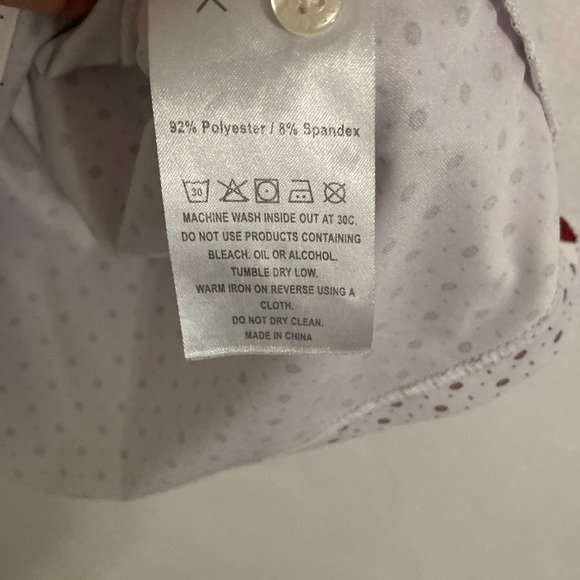 92% Polyester / 8% Spandex
30
MACHINE WASH INSIDE OUT AT 30C.
DO NOT USE PRODUCTS CONTAINING
BLEACH. OIL OR ALCOHOL.
TUMBLE DRY LOW.
WARM IRON ON REVERSE USING A
CLOTH.
DO NOT DRY CLEAN.
MADE IN CHINA